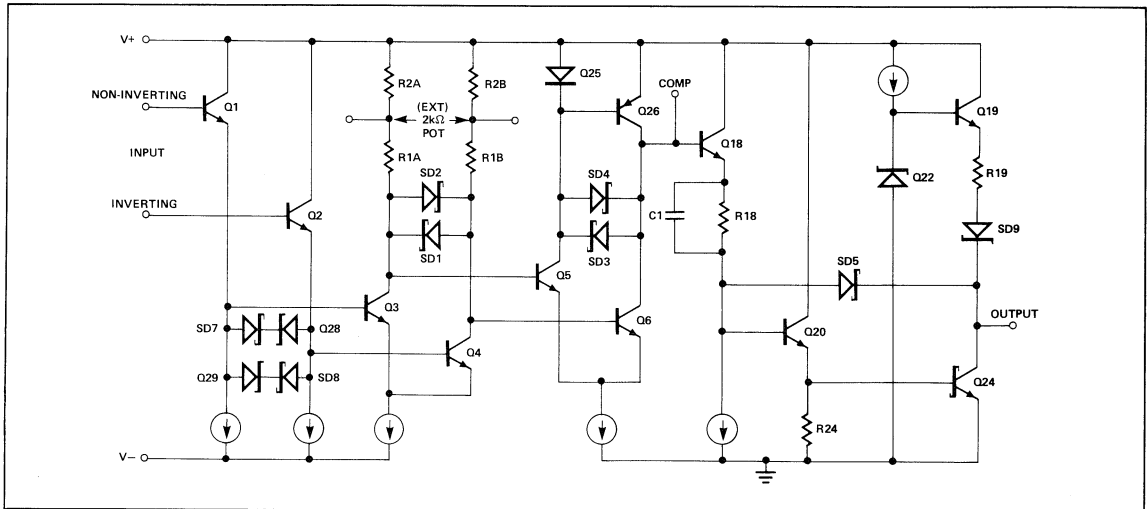 V+
NON-INVERTING
Q1
INPUT
INVERTING
Q2
R2A
R2B
(EXT)
2kΩ
POT
R1A
R1B
SD2
SD1
Q3
Q4
SD7
Q28
Q29
SD8
V−
Q25
Q26
COMP
SD4
SD3
Q5
Q6
Q18
C1
R18
SD5
Q20
R24
Q22
Q19
R19
SD9
OUTPUT
Q24